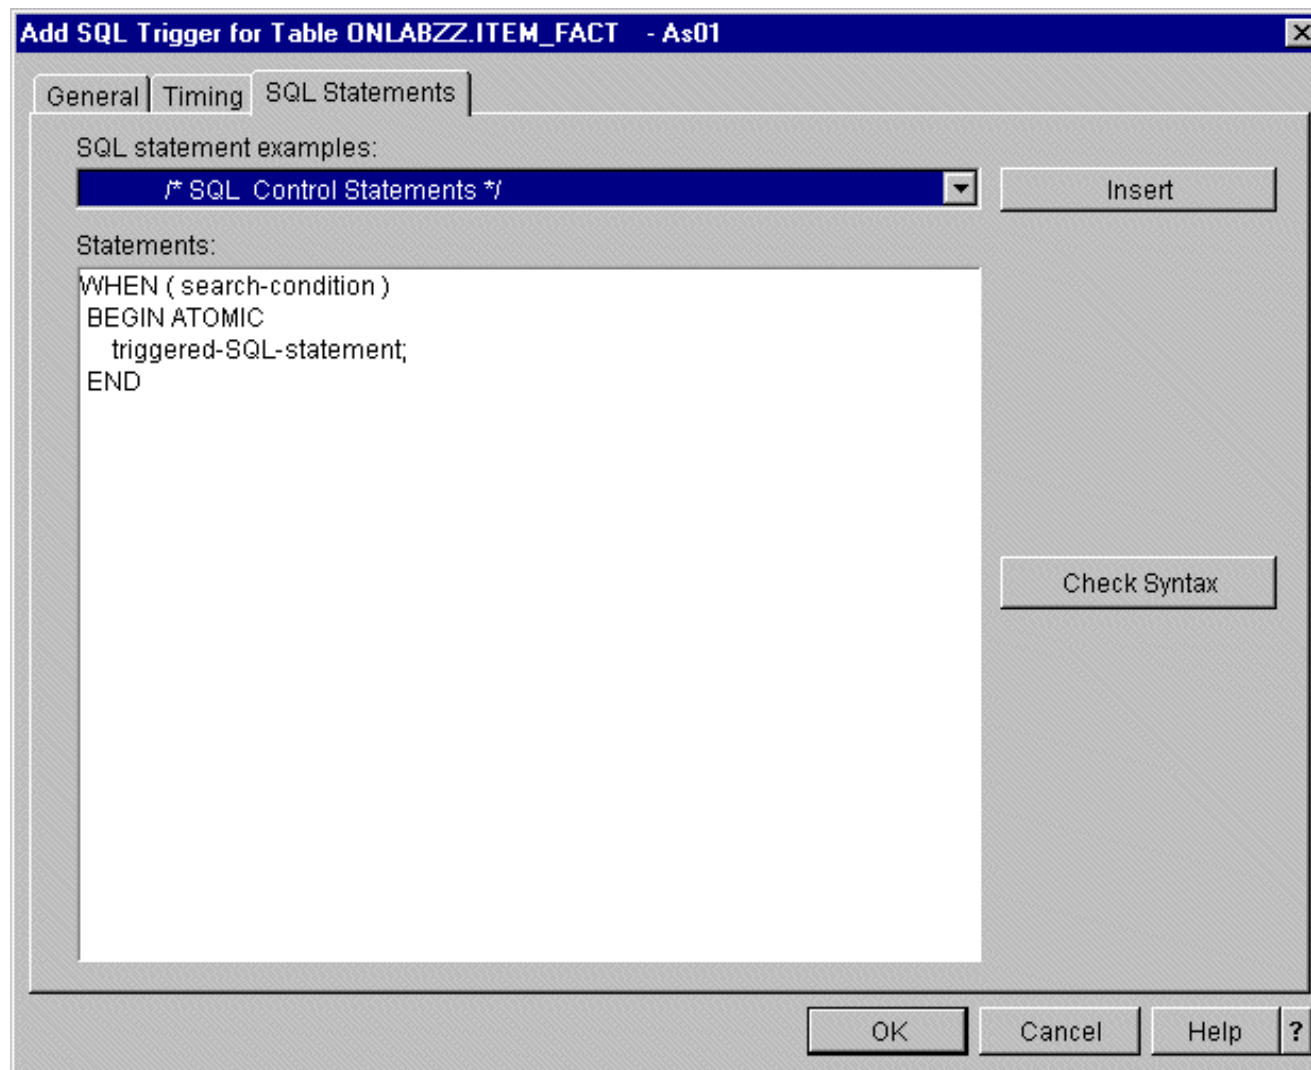 Add SQL Trigger for Table ONLABZZ.ITEM_FACT - As01
General Timing SQL Statements
SQL statement examples:
/* SQL Control Statements */ Insert
Statements:
WHEN ( search-condition )
BEGIN ATOMIC
triggered-SQL-statement;
END
Check Syntax
OK Cancel Help ?